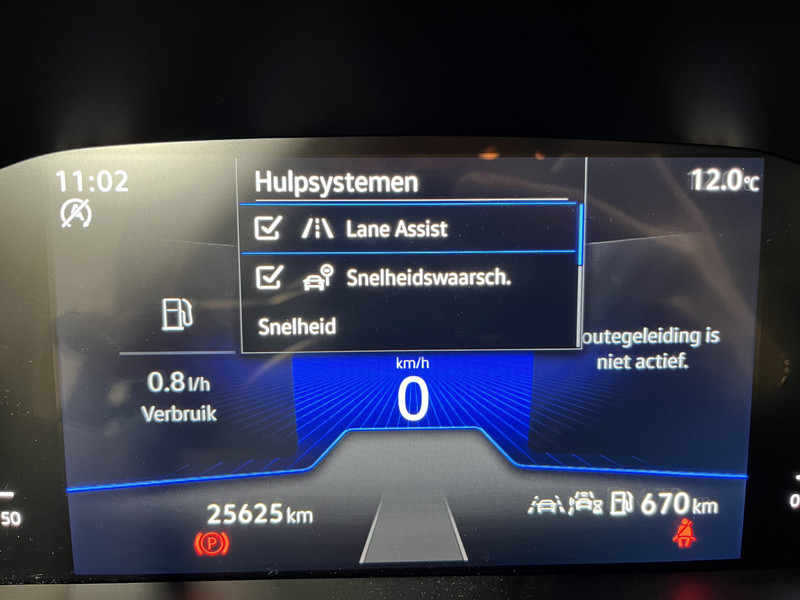 11:02
Hulpsystemen
12.0°C
Lane Assist
Snelheidswaarsch.
Snelheid
outegeleiding is
niet actief.
km/h
0
0.8 l/h
Verbruik
25625 km
670 km
50
0
P